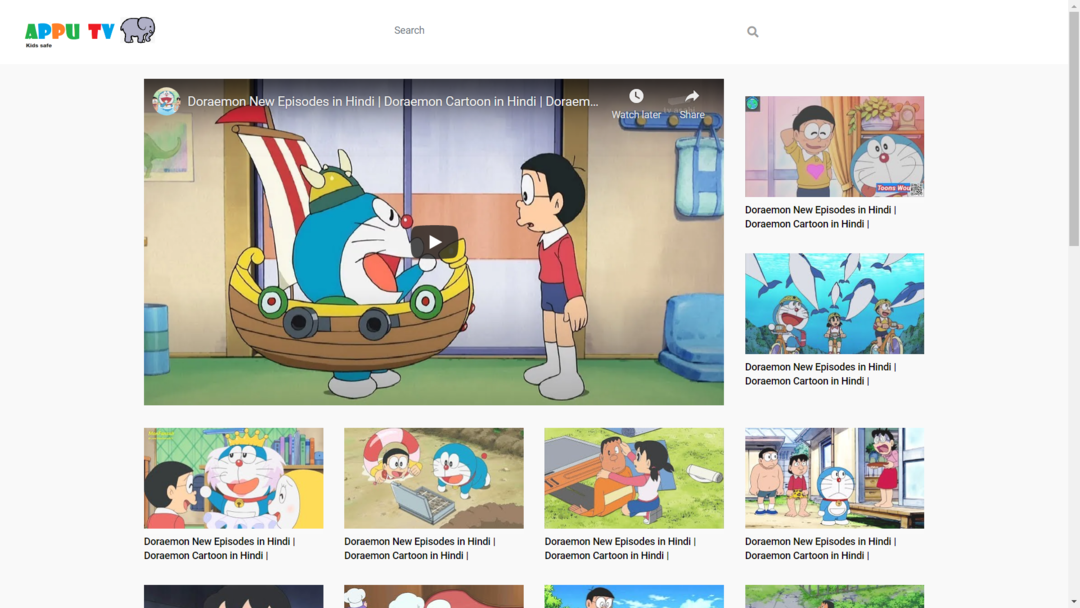 APPU TV
Kids safe
Search
Doraemon New Episodes in Hindi | Doraemon Cartoon in Hindi | Doraem...
Watch later
Share
Toons Wou
Doraemon New Episodes in Hindi |
Doraemon Cartoon in Hindi |
Doraemon New Episodes in Hindi |
Doraemon Cartoon in Hindi |
Doraemon New Episodes in Hindi |
Doraemon Cartoon in Hindi |
Doraemon New Episodes in Hindi |
Doraemon Cartoon in Hindi |
Doraemon New Episodes in Hindi |
Doraemon Cartoon in Hindi |
Doraemon New Episodes in Hindi |
Doraemon Cartoon in Hindi |